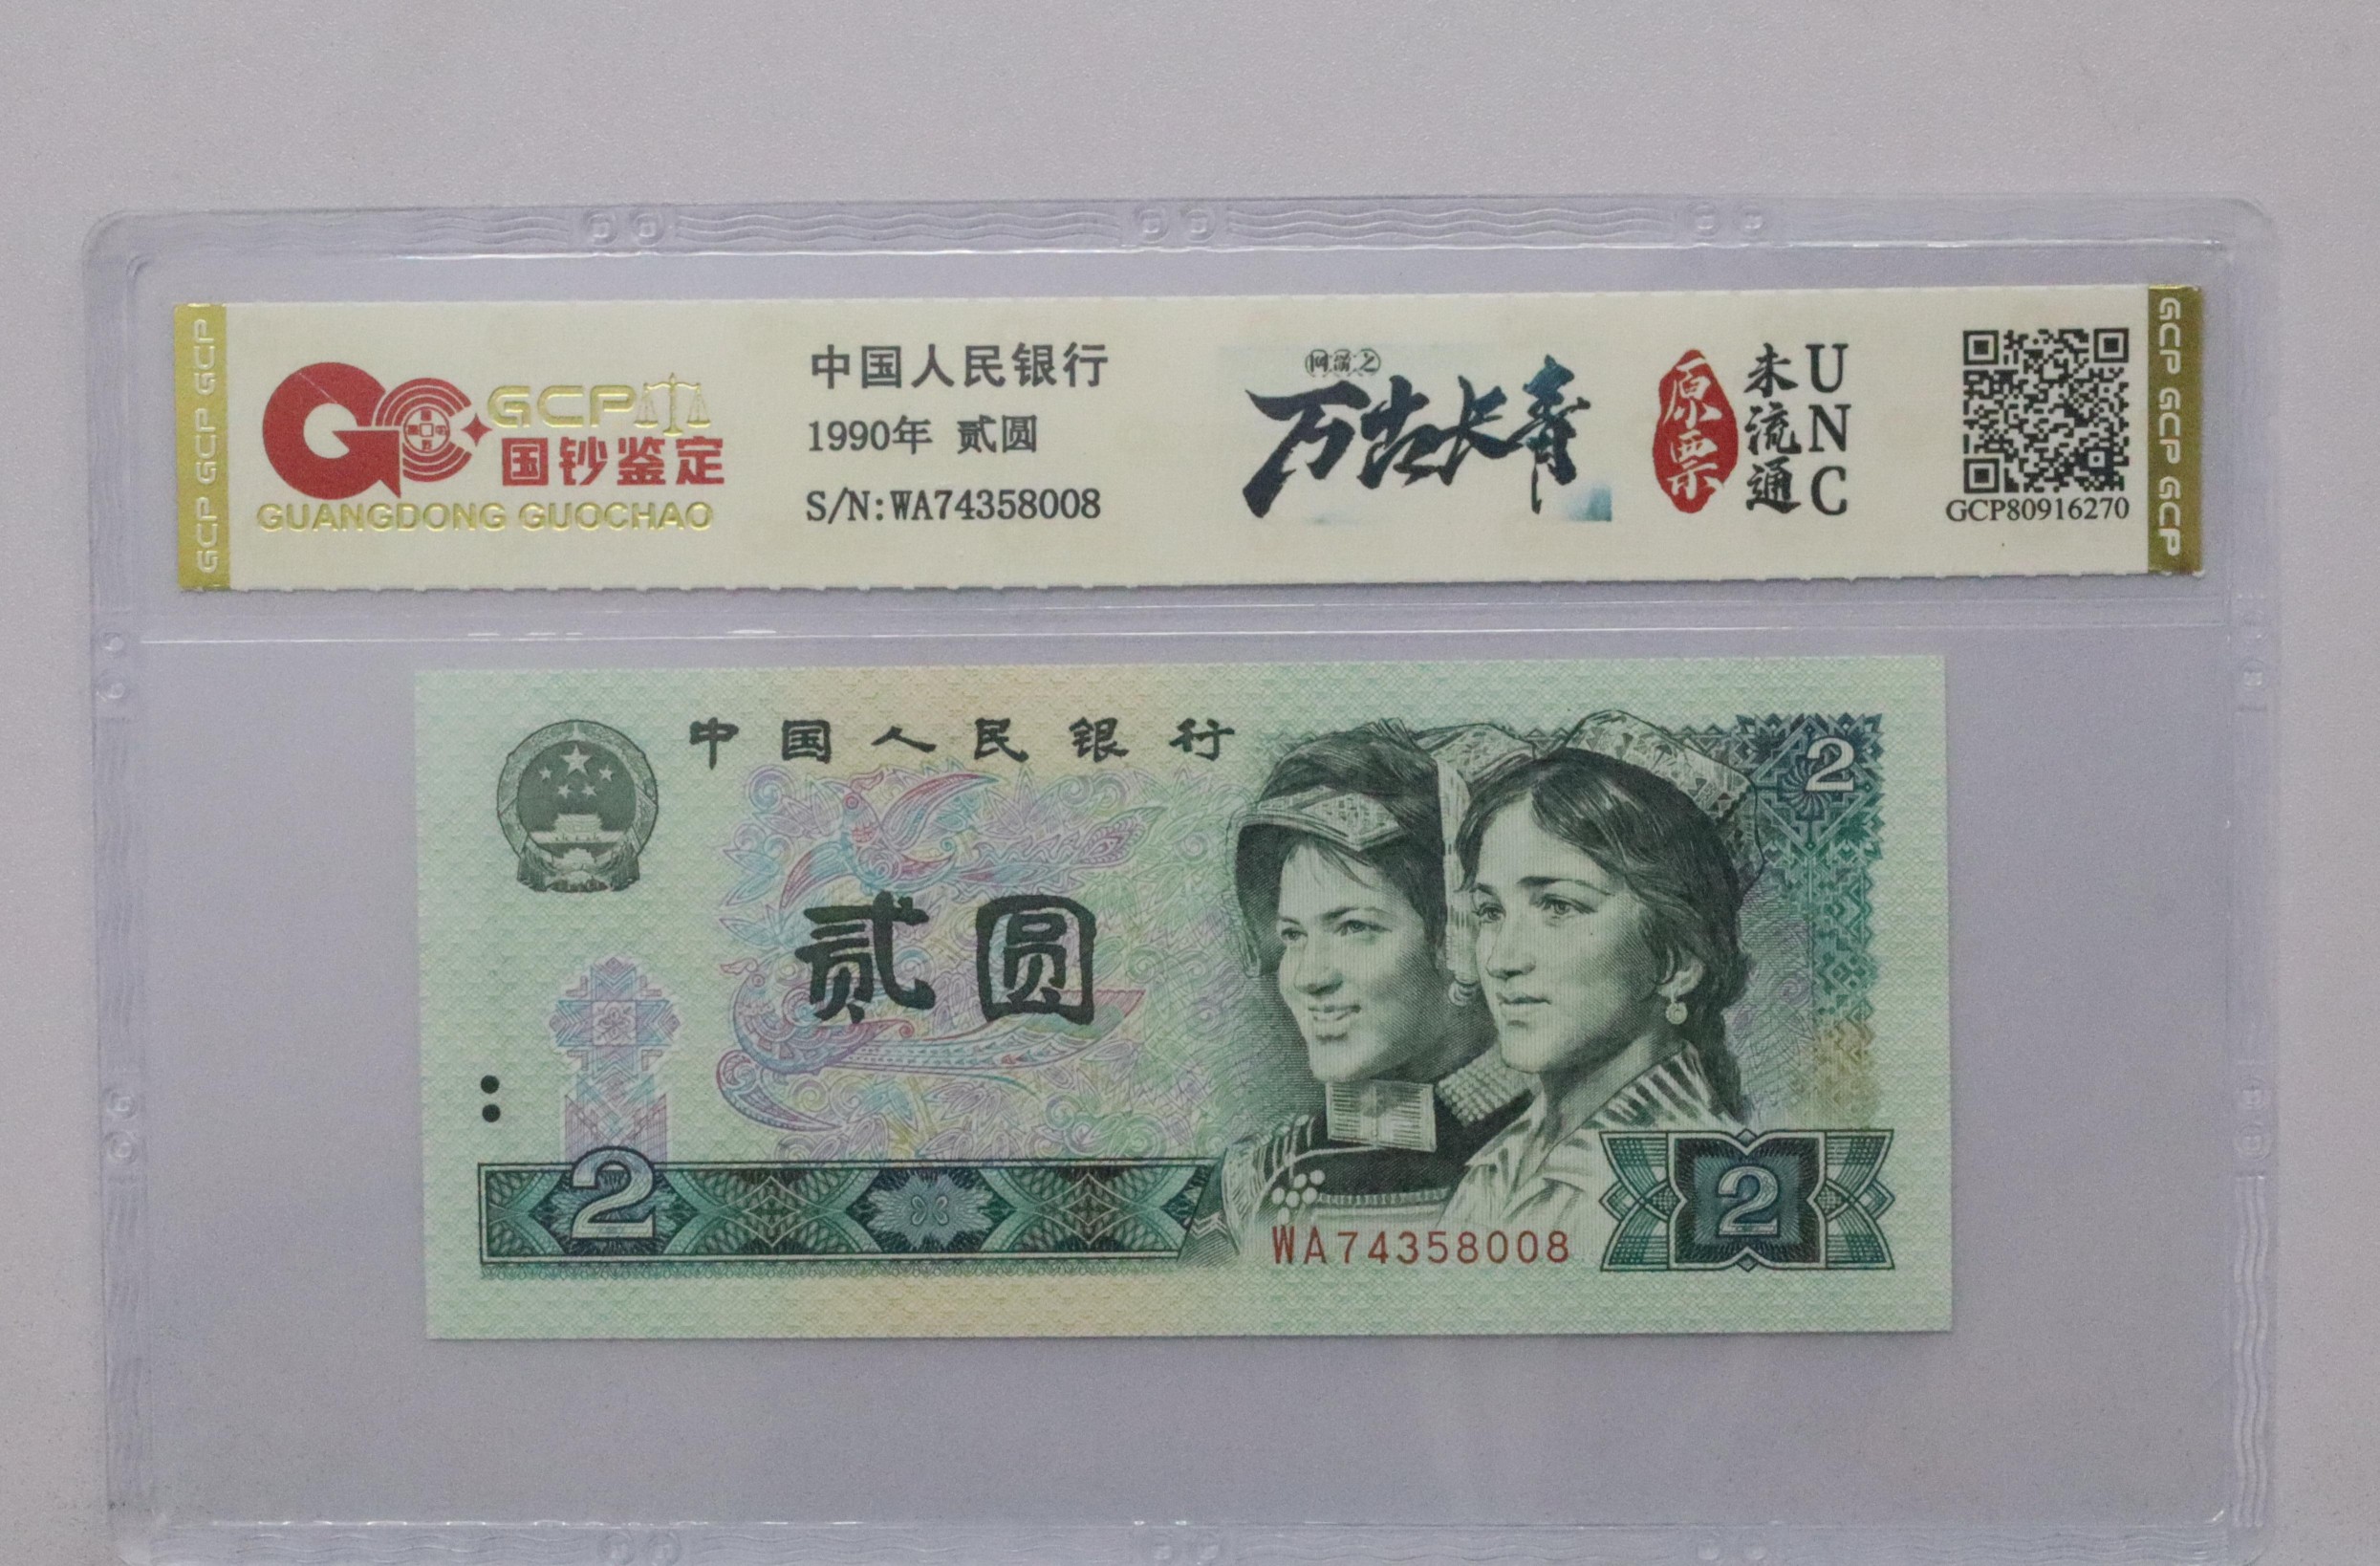 GCP GCP GCP
GCP
国钞鉴定
GUANGDONG GUOCHAO
中国人民银行
1990年 贰圆
S/N:WA74358008
万古长青
原票
未流通
UNC
GCP80916270
GCP GCP GCP
中国人民银行
2
贰圆
2
WA74358008
2